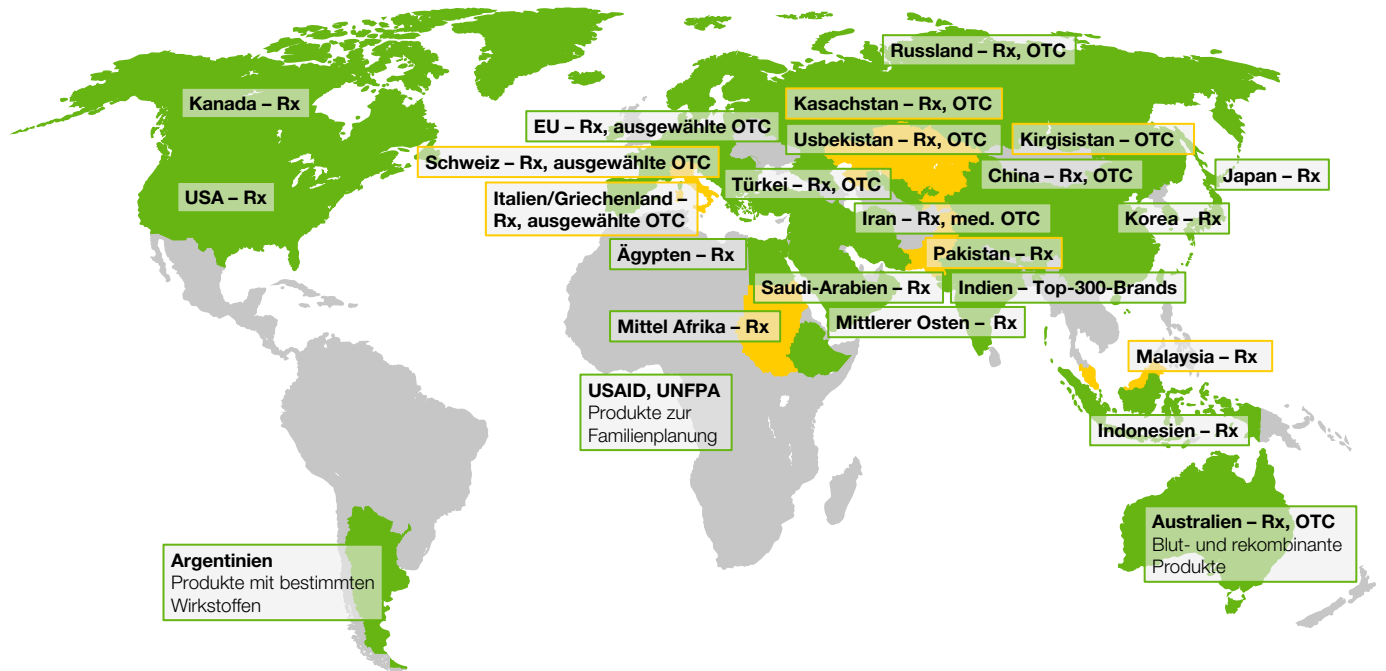 Russland – Rx, OTC
Kanada – Rx
Kasachstan – Rx, OTC
EU – Rx, ausgewählte OTC
Usbekistan – Rx, OTC
Kirgisistan – OTC
Schweiz – Rx, ausgewählte OTC
China – Rx, OTC
Japan – Rx
USA – Rx
Türkei – Rx, OTC
Italien/Griechenland –
Rx, ausgewählte OTC
Iran – Rx, med. OTC
Korea – Rx
Ägypten – Rx
Pakistan – Rx
Saudi-Arabien – Rx
Indien – Top-300-Brands
Mittel Afrika – Rx
Mittlerer Osten – Rx
Malaysia – Rx
USAID, UNFPA
Produkte zur
Familienplanung
Indonesien – Rx
Australien – Rx, OTC
Blut- und rekombinante
Produkte
Argentinien
Produkte mit bestimmten
Wirkstoffen